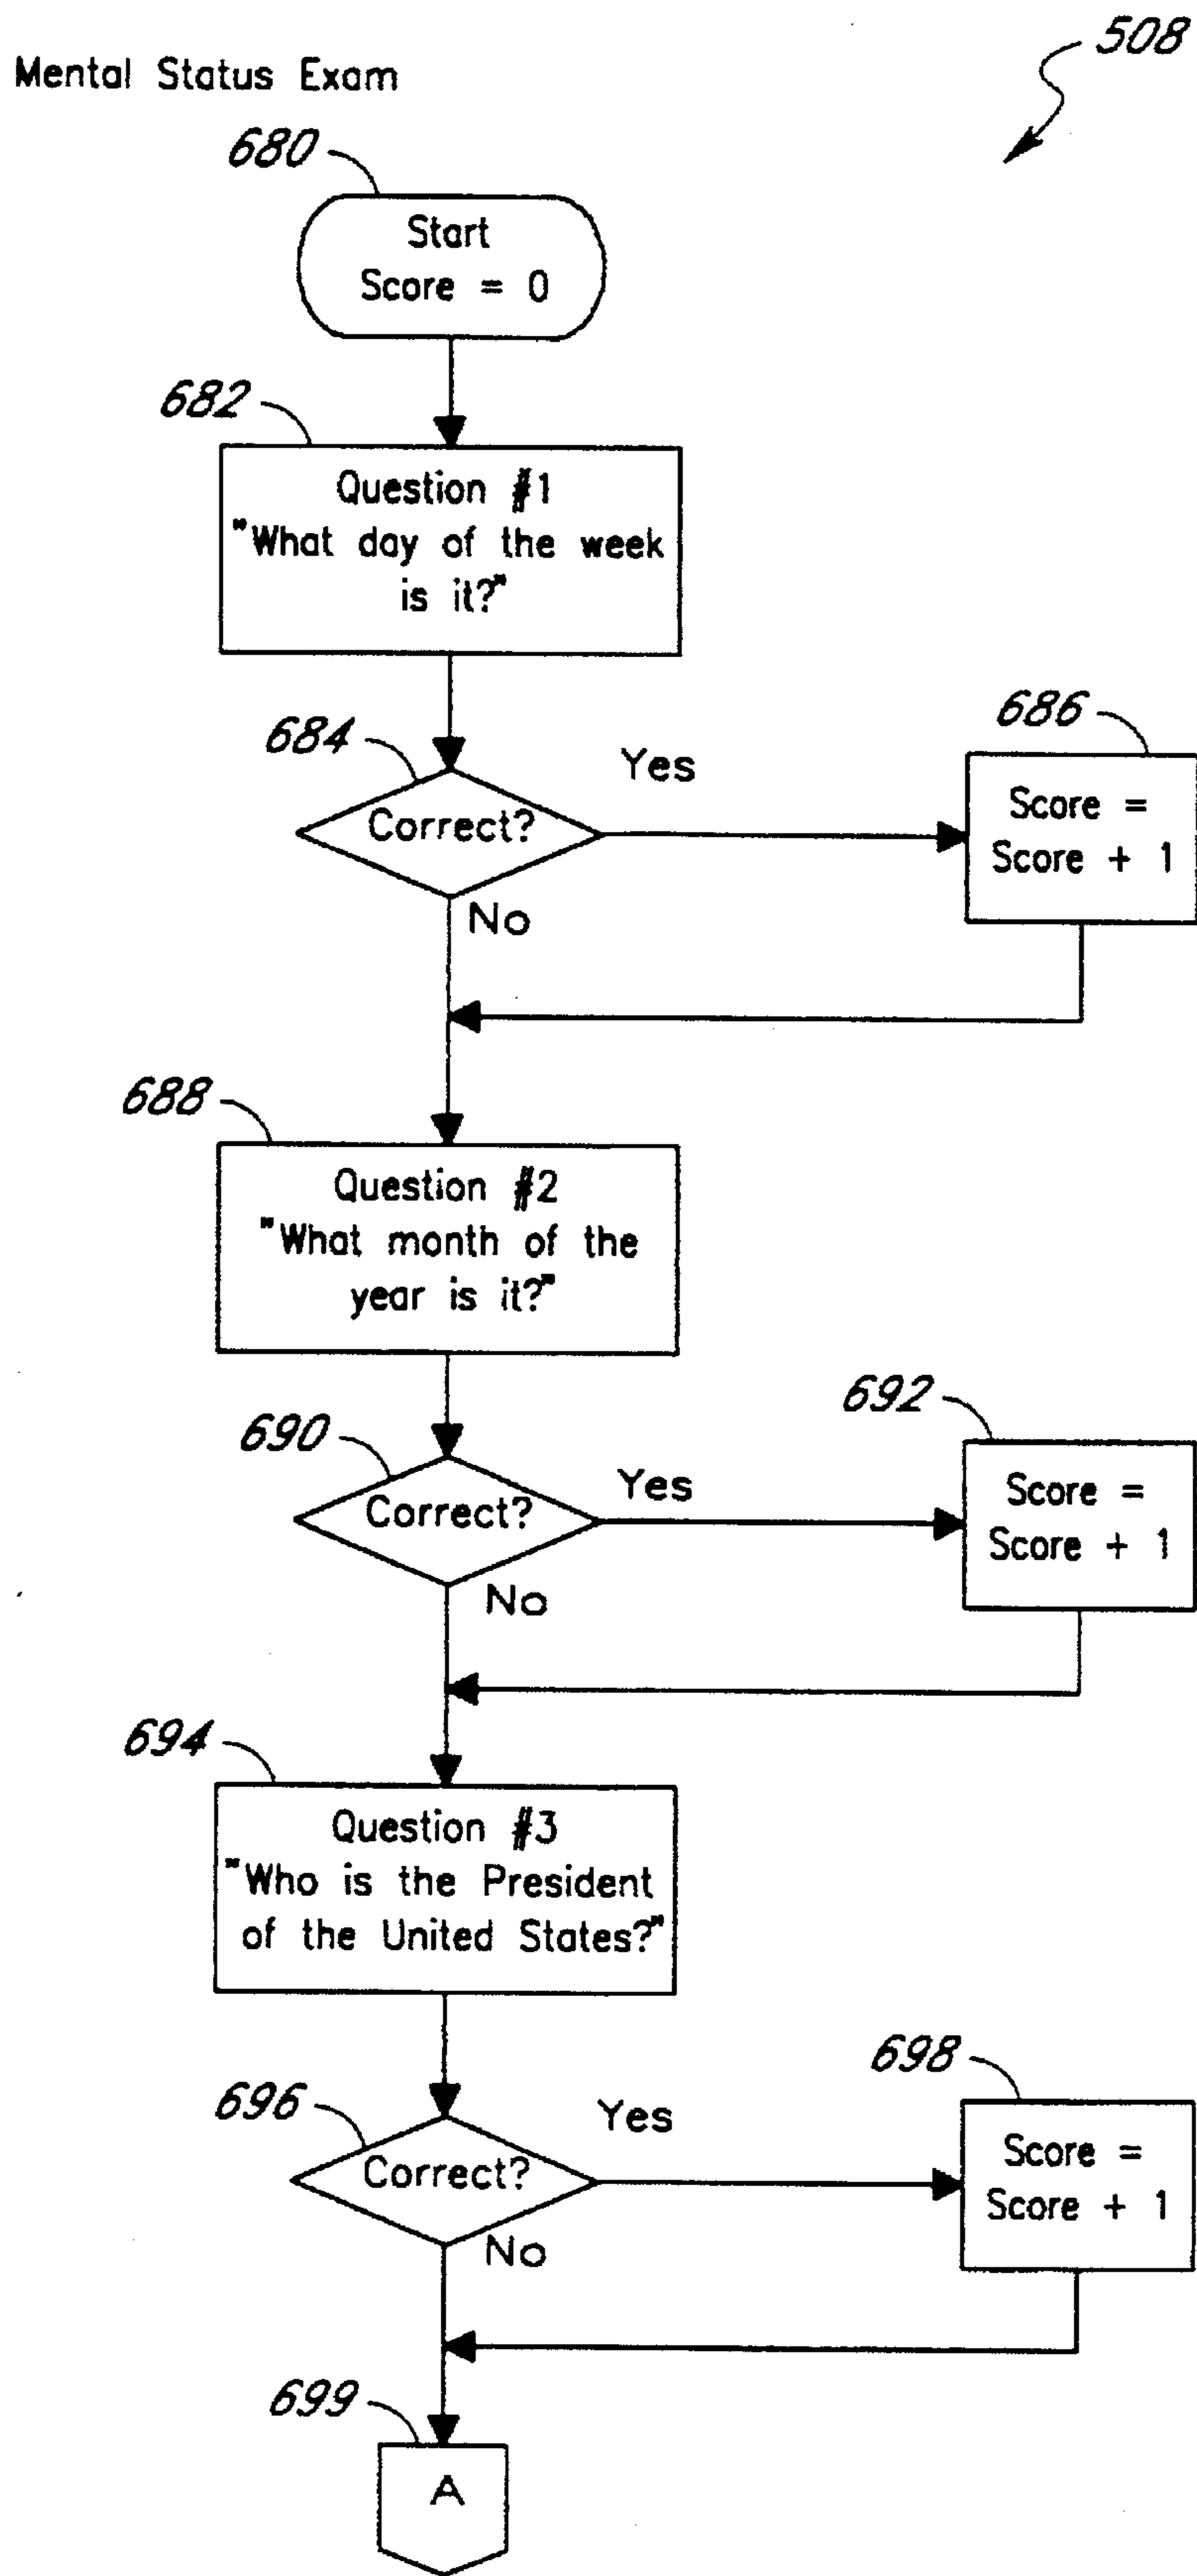 508
Mental Status Exam
680
Start
Score = 0
682
Question #1
"What day of the week
is it?"
684
Correct?
Yes
686
Score =
Score + 1
No
688
Question #2
"What month of the
year is it?"
690
Correct?
Yes
692
Score =
Score + 1
No
694
Question #3
"Who is the President
of the United States?"
696
Correct?
Yes
698
Score =
Score + 1
No
699
A